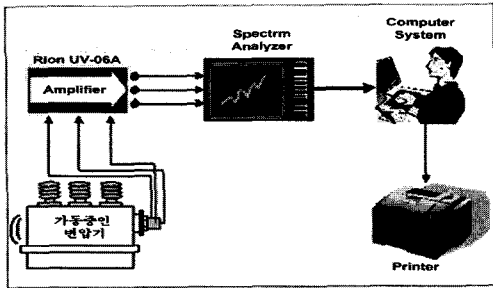 Computer
System
Spectrm
Analyzer
Rion UV-06A
Amplifier
가동중인
변압기
Printer